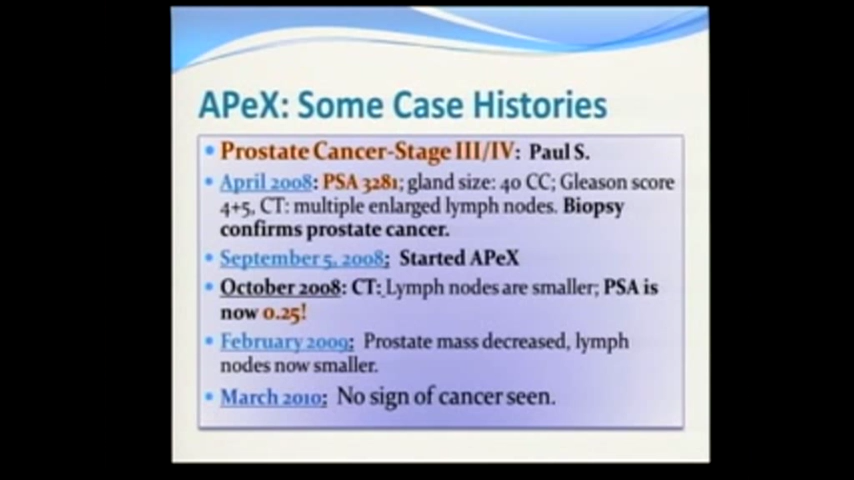 APeX: Some Case Histories
• Prostate Cancer-Stage III/IV: Paul S.
• April 2008: PSA 3281; gland size: 40 CC; Gleason score
4+5, CT: multiple enlarged lymph nodes. Biopsy
confirms prostate cancer.
• September 5, 2008; Started APeX
• October 2008: CT: Lymph nodes are smaller; PSA is
now 0.25!
• February 2009; Prostate mass decreased, lymph
nodes now smaller.
• March 2010; No sign of cancer seen.